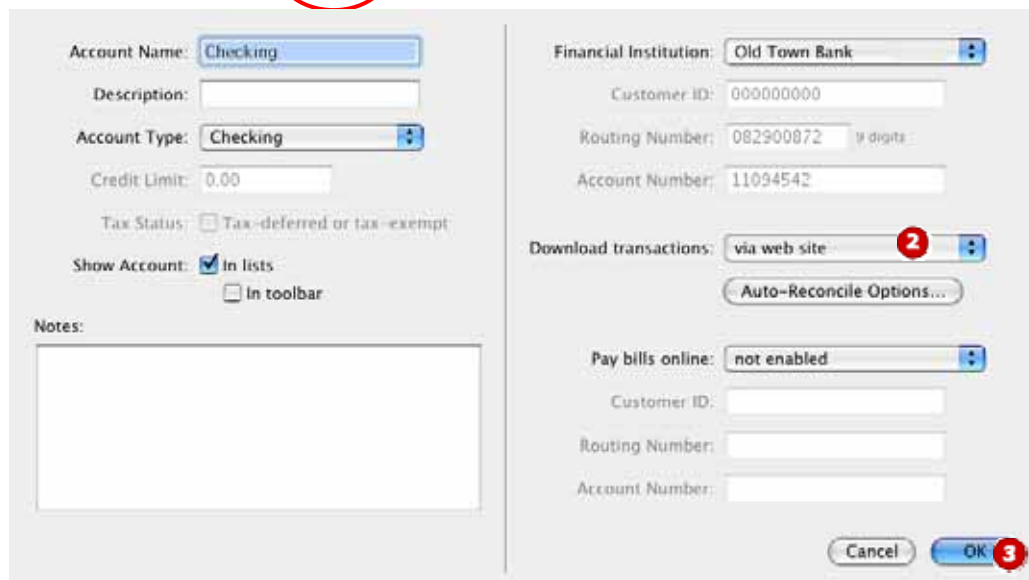 Account Name: Checking
Description:
Account Type: Checking
Credit Limit: 0.00
Tax Status: Tax-deferred or tax-exempt
Show Account: In lists
In toolbar
Notes:
Financial Institution: Old Town Bank
Customer ID: 000000000
Routing Number: 082900872 9 digits
Account Number: 11094542
Download transactions: via web site 2
Auto-Reconcile Options...
Pay bills online: not enabled
Customer ID:
Routing Number:
Account Number:
Cancel OK 3